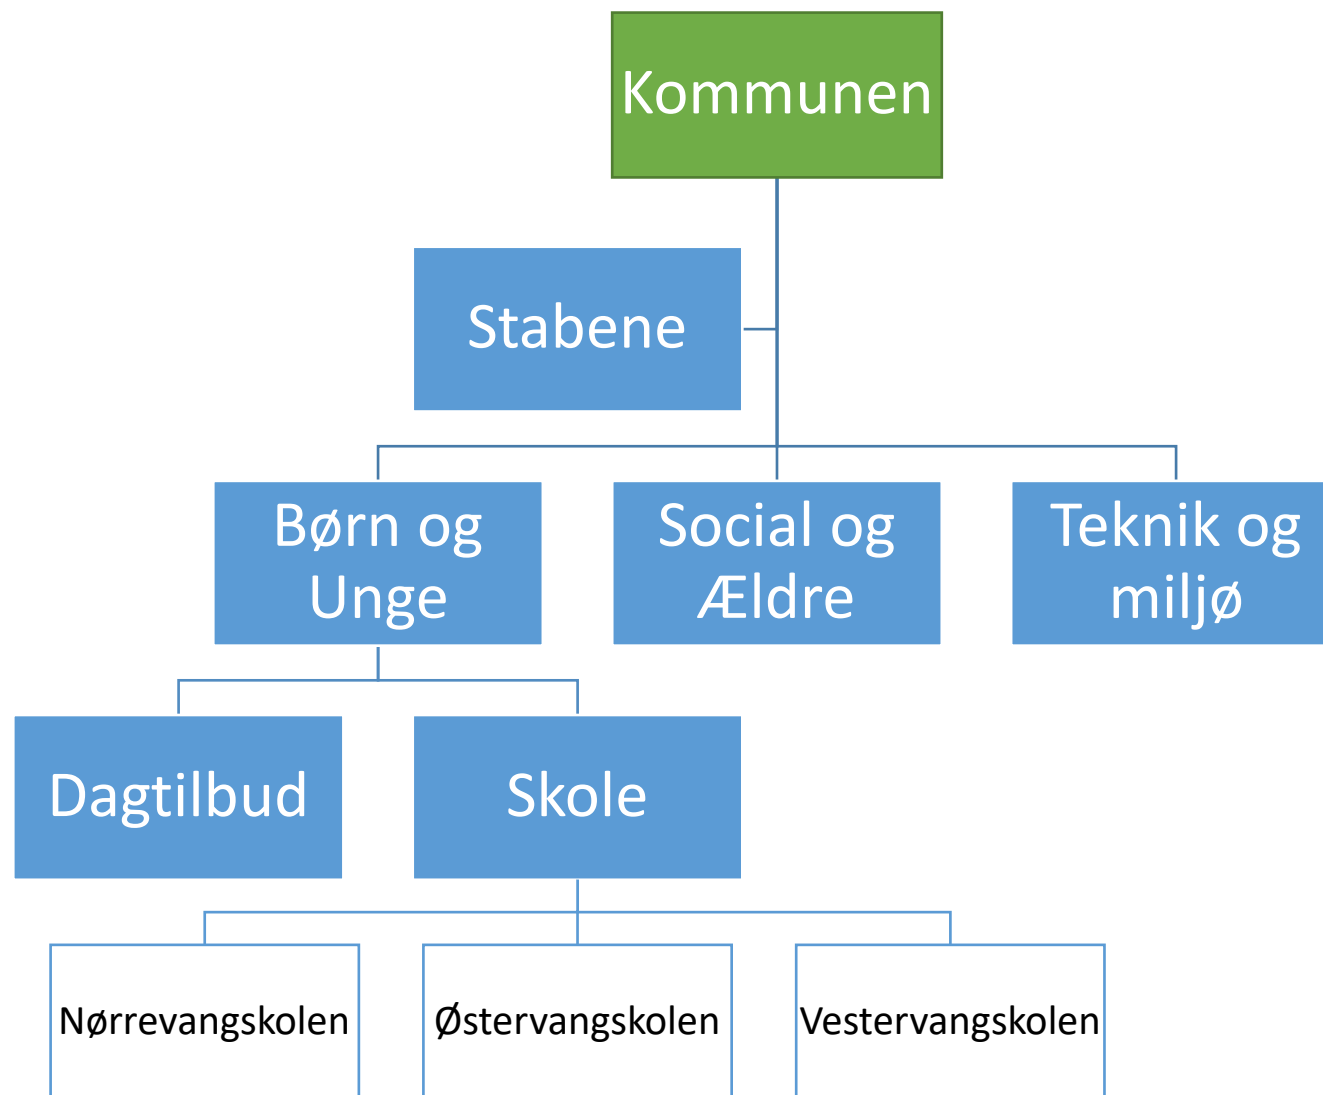 Kommunen
Stabene
Børn og
Unge
Social og
Ældre
Teknik og
miljø
Dagtilbud
Skole
Nørrevangskolen
Østervangskolen
Vestervangskolen